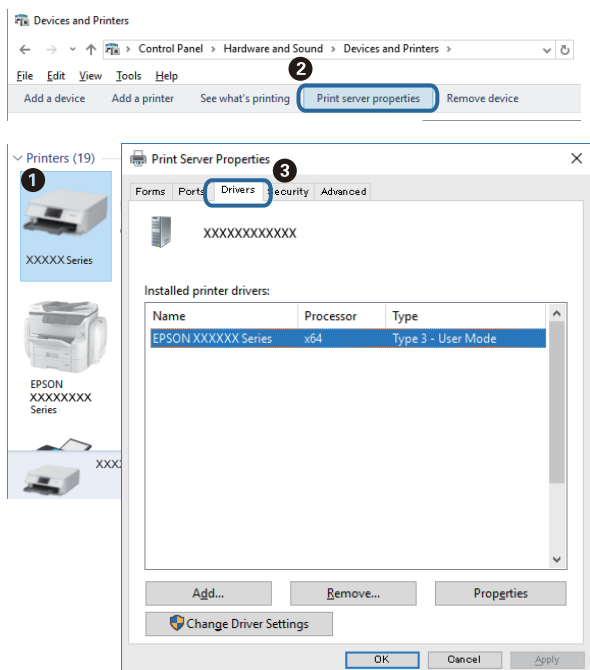 Devices and Printers
Control Panel > Hardware and Sound > Devices and Printers >
File Edit View Tools Help
2
Add a device Add a printer See what's printing Print server properties Remove device
Printers (19)
1
XXXXX Series
EPSON
XXXXXXXX
Series
XXX
Print Server Properties
3
Forms Ports Drivers ecurity Advanced
XXXXXXXXXXXX
Installed printer drivers:
Name Processor Type
EPSON XXXXXX Series x64 Type 3 - User Mode
Add... Remove... Properties
Change Driver Settings
OK Cancel Apply